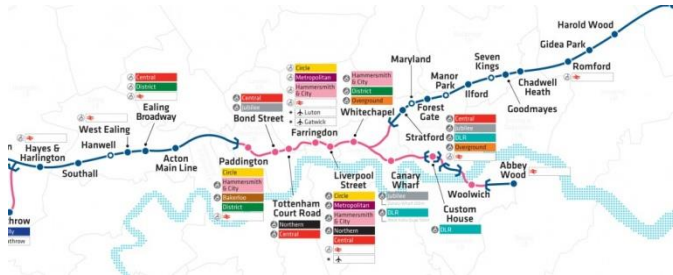 Harold Wood
Gidea Park
Romford
Chadwell
Heath
Seven
Kings
Goodmayes
Ilford
Manor
Park
Maryland
Forest
Gate
Stratford
Central
Jubilee
DLR
Overground
Hammersmith
& City
District
Overground
Whitechapel
Circle
Metropolitan
Hammersmith
& City
Luton
Gatwick
Farringdon
Central
Jubilee
Bond Street
Central
District
Ealing
Broadway
West Ealing
Hanwell
Hayes &
Harlington
Southall
Acton
Main Line
Paddington
Circle
Hammersmith
& City
Bakerloo
District
Tottenham
Court Road
Northern
Central
Liverpool
Street
Circle
Metropolitan
Hammersmith
& City
Northern
Central
Canary
Wharf
Jubilee
DLR
Custom
House
DLR
Woolwich
Abbey
Wood
throw